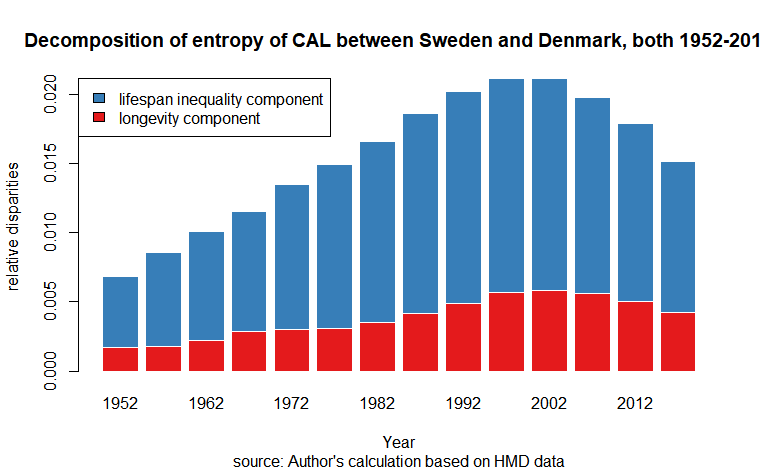 Decomposition of entropy of CAL between Sweden and Denmark, both 1952-201
lifespan inequality component
longevity component
relative disparities
0.020
0.015
0.010
0.005
0.000
1952 1962 1972 1982 1992 2002 2012
Year
source: Author's calculation based on HMD data